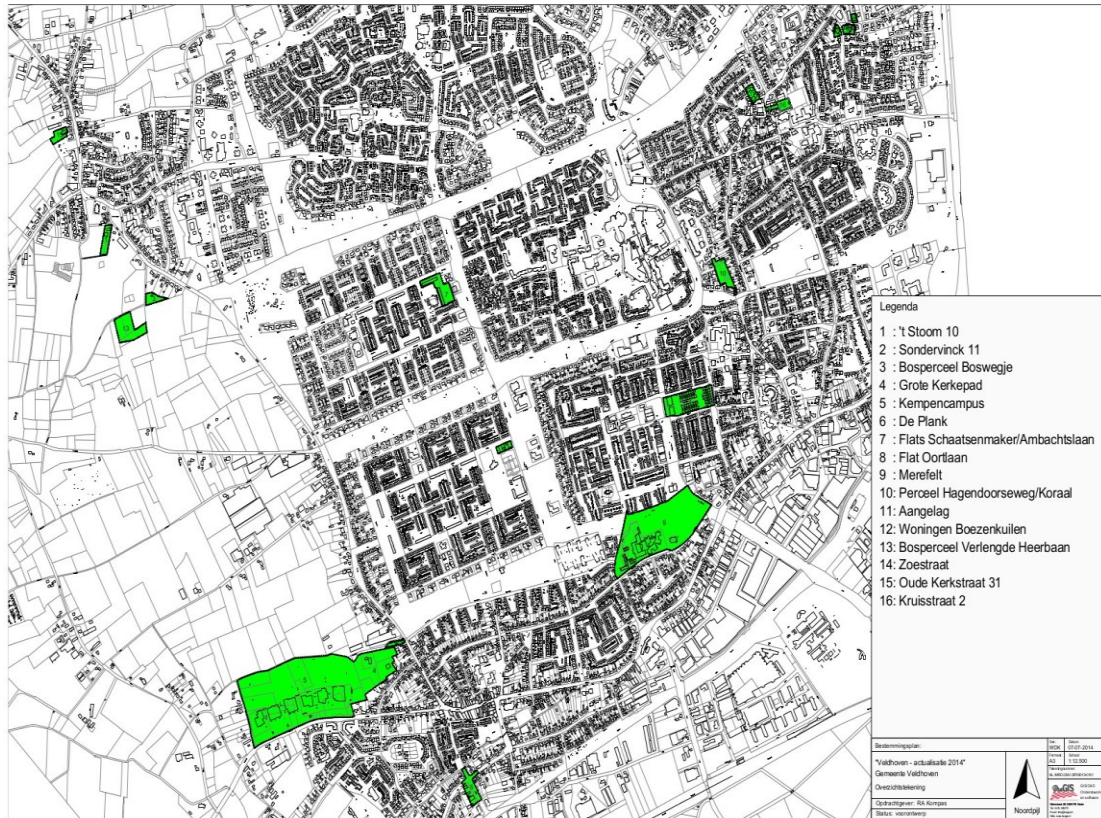 Legenda
1 : 't Stoom 10
2 : Sondervinck 11
3 : Bosperceel Boswegje
4 : Grote Kerkepad
5 : Kempencampus
6 : De Plank
7 : Flats Schaatsenmaker/Ambachtslaan
8 : Flat Oortlaan
9 : Merefelt
10: Perceel Hagendoorseweg/Koraal
11: Aangelag
12: Woningen Boezenkuilen
13: Bosperceel Verlengde Heerbaan
14: Zoestraat
15: Oude Kerkstraat 31
16: Kruisstraat 2
Bestemmingsplan:
"Veldhoven - actualisatie 2014"
Gemeente Veldhoven
Overzichtstekening
Opdrachtgever: RA Kompas
Status: voorontwerp
Noordpijl
WDK
07-07-2014
A3
1:12.500